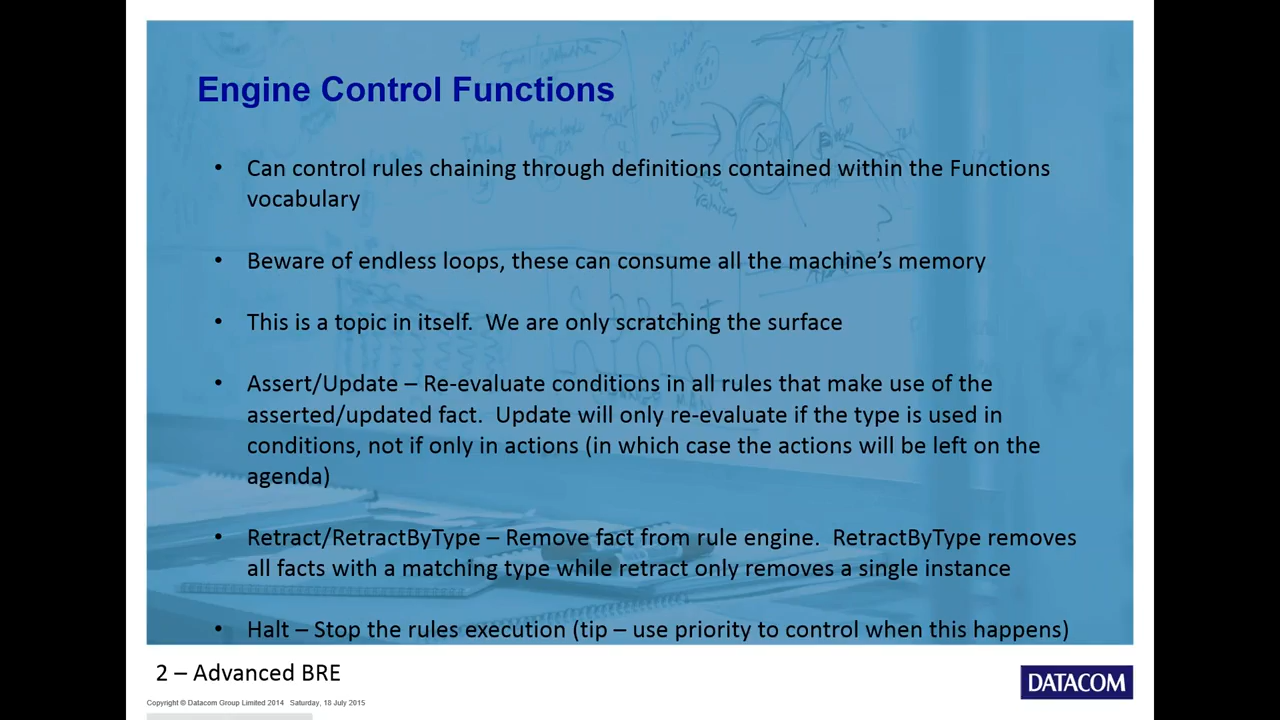 Engine Control Functions
• Can control rules chaining through definitions contained within the Functions
vocabulary
• Beware of endless loops, these can consume all the machine’s memory
• This is a topic in itself.  We are only scratching the surface
• Assert/Update – Re-evaluate conditions in all rules that make use of the
asserted/updated fact.  Update will only re-evaluate if the type is used in
conditions, not if only in actions (in which case the actions will be left on the
agenda)
• Retract/RetractByType – Remove fact from rule engine.  RetractByType removes
all facts with a matching type while retract only removes a single instance
• Halt – Stop the rules execution (tip – use priority to control when this happens)
2 – Advanced BRE
DATACOM
Copyright © Datacom Group Limited 2014   Saturday, 18 July 2015